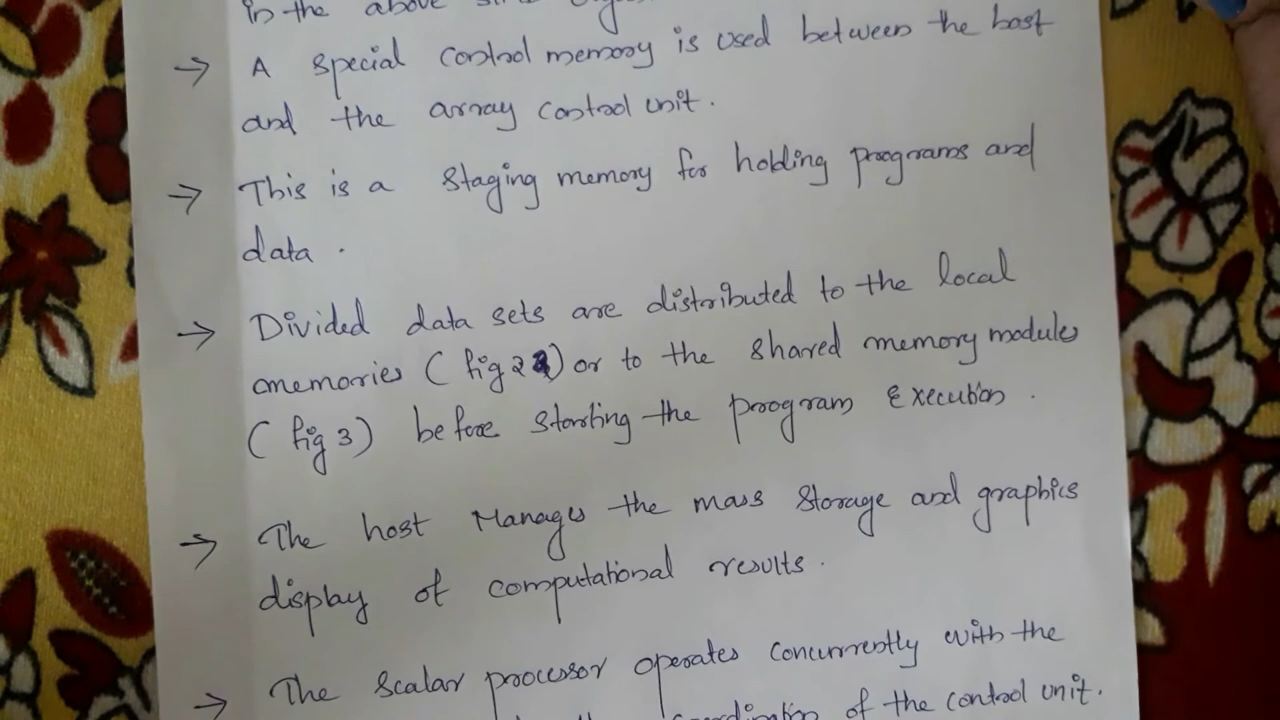 in the above
→ A special control memory is used between the host
and the array control unit.
→ This is a staging memory for holding programs and
data.
→ Divided data sets are distributed to the local
memories (fig 2) or to the shared memory modules
(fig 3) before starting the program execution.
→ The host Manages the mass storage and graphics
display of computational results.
→ The scalar processor operates concurrently with the
of the control unit.